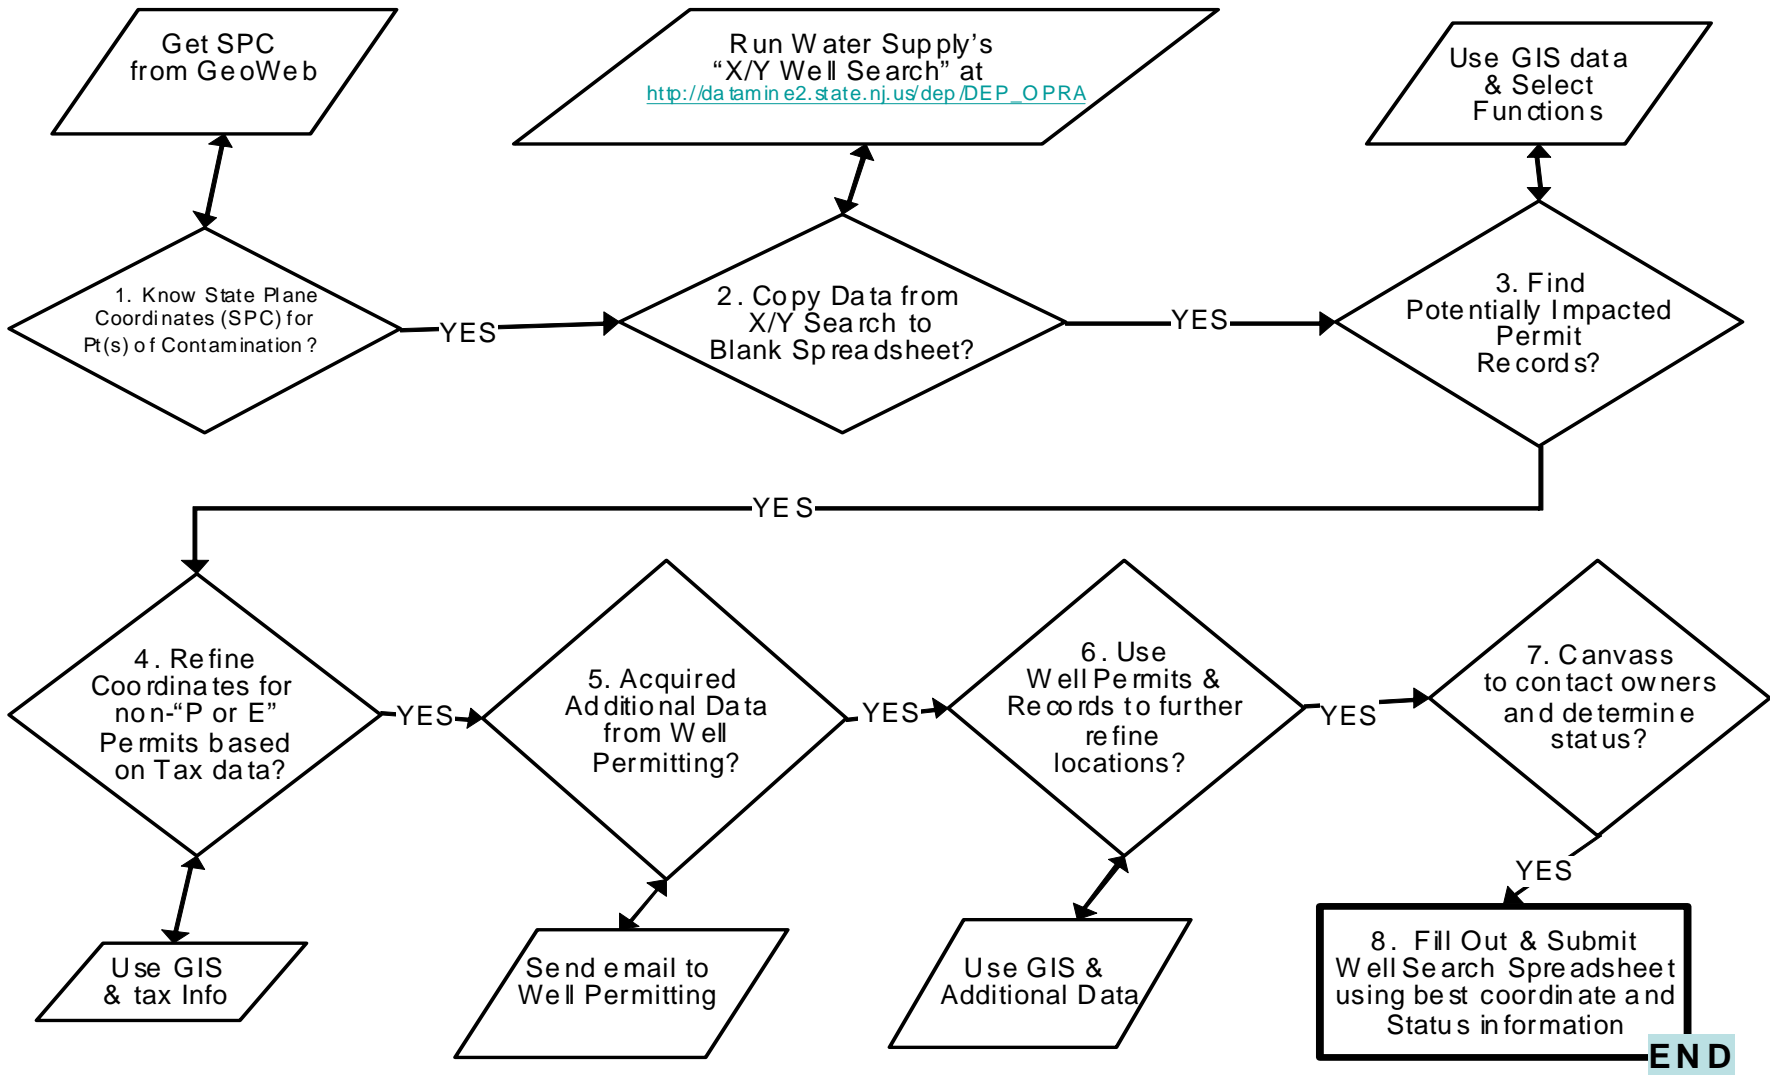 Get SPC
from GeoWeb
Run Water Supply's
“X/Y Well Search” at
http://datamine2.state.nj.us/dep/DEP_OPRA
Use GIS data
& Select
Functions
1. Know State Plane
Coordinates (SPC) for
Pt(s) of Contamination?
YES
2. Copy Data from
X/Y Search to
Blank Spreadsheet?
YES
3. Find
Potentially Impacted
Permit
Records?
YES
4. Refine
Coordinates for
non-“P or E”
Permits based
on Tax data?
YES
5. Acquired
Additional Data
from Well
Permitting?
YES
6. Use
Well Permits &
Records to further
refine
locations?
YES
7. Canvass
to contact owners
and determine
status?
YES
Use GIS
& tax Info
Send email to
Well Permitting
Use GIS &
Additional Data
8. Fill Out & Submit
Well Search Spreadsheet
using best coordinate and
Status information
END